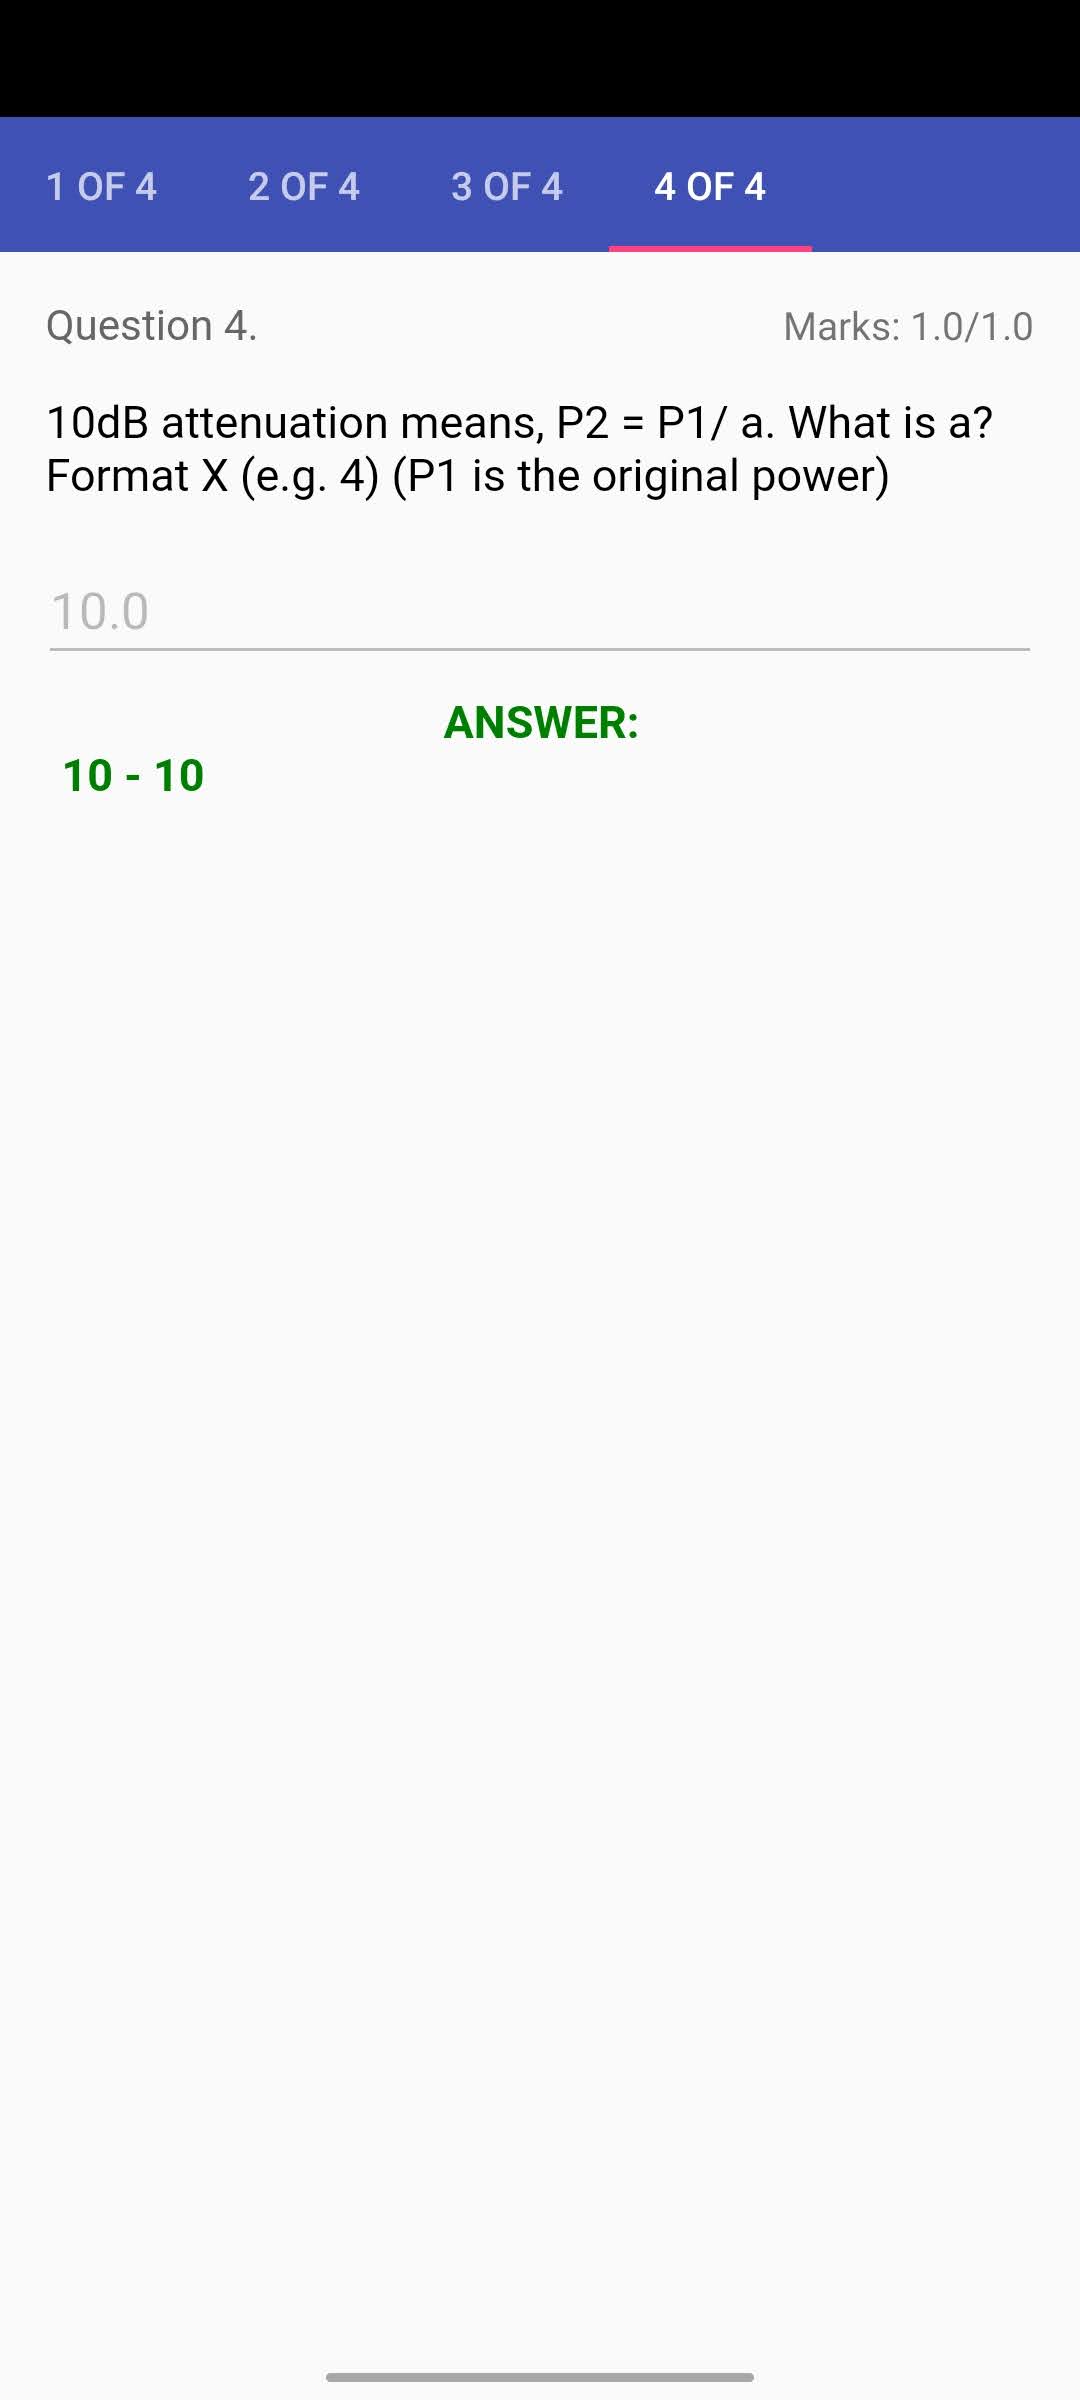 1 OF 4 2 OF 4 3 OF 4 4 OF 4
Question 4. Marks: 1.0/1.0
10dB attenuation means, P2 = P1/ a. What is a?
Format X (e.g. 4) (P1 is the original power)
10.0
ANSWER:
10 - 10